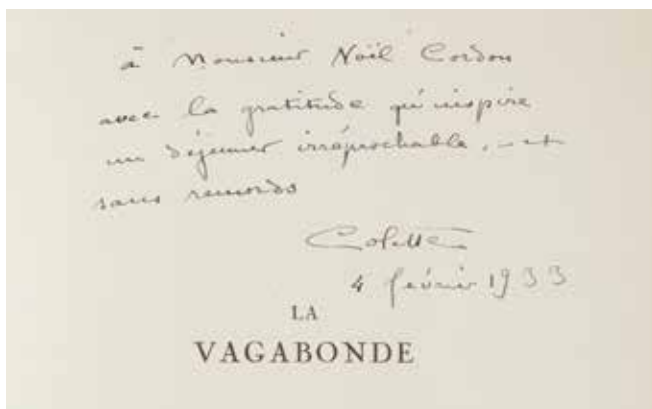 à Monsieur Noël Cordon
avec la gratitude qu'inspire
un déjeuner irréprochable, – et
sans remords
Colette
4 février 1933
LA
VAGABONDE